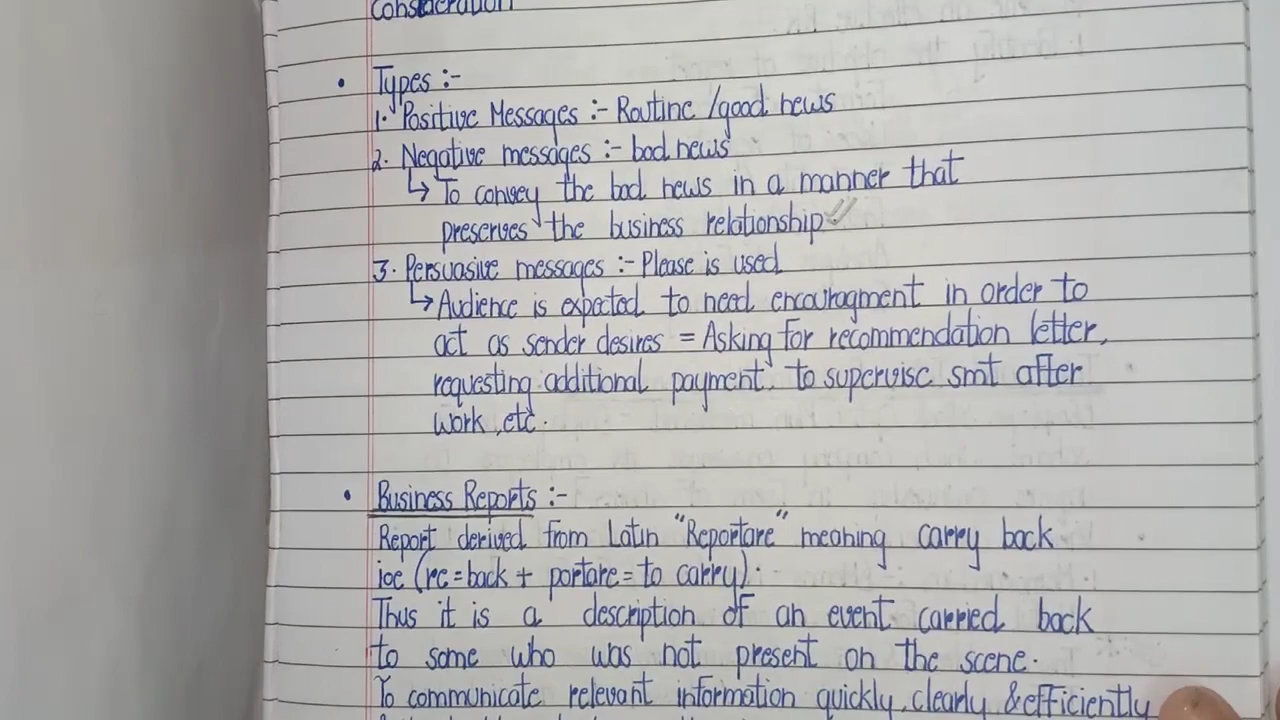 Consideration
• Types :-
1. Positive Messages :- Routine /good news
2. Negative messages :- bad news
↳ To convey the bad news in a manner that
preserves the business relationship
3. Persuasive messages :- Please is used
↳ Audience is expected to need encouragment in order to
act as sender desires = Asking for recommendation letter,
requesting additional payment to supervise smt after
work, etc.
• Business Reports :-
Report derived from Latin "Reportare" meaning carry back
ioe (re=back + portare = to carry).
Thus it is a description of an event carried back
to some who was not present on the scene.
To communicate relevant information quickly, clearly & efficiently